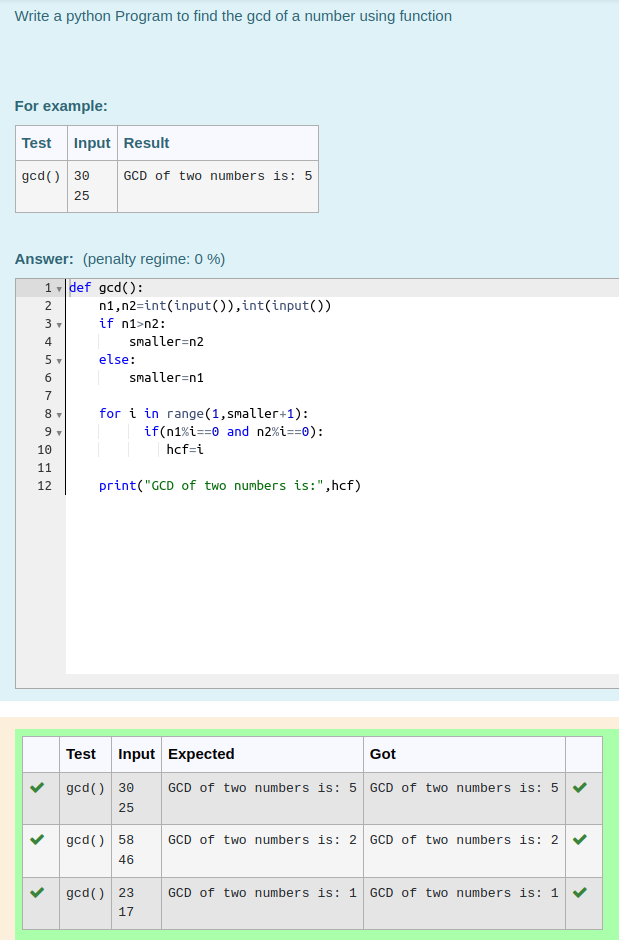 Write a python Program to find the gcd of a number using function
For example:
Test Input Result
gcd() 30 GCD of two numbers is: 5
25
Answer: (penalty regime: 0 %)
1 def gcd():
2 n1,n2=int(input()),int(input())
3 if n1>n2:
4 smaller=n2
5 else:
6 smaller=n1
7
8 for i in range(1,smaller+1):
9 if(n1%i==0 and n2%i==0):
10 hcf=i
11
12 print("GCD of two numbers is:",hcf)
Test Input Expected Got
gcd() 30 GCD of two numbers is: 5 GCD of two numbers is: 5
25
gcd() 58 GCD of two numbers is: 2 GCD of two numbers is: 2
46
gcd() 23 GCD of two numbers is: 1 GCD of two numbers is: 1
17